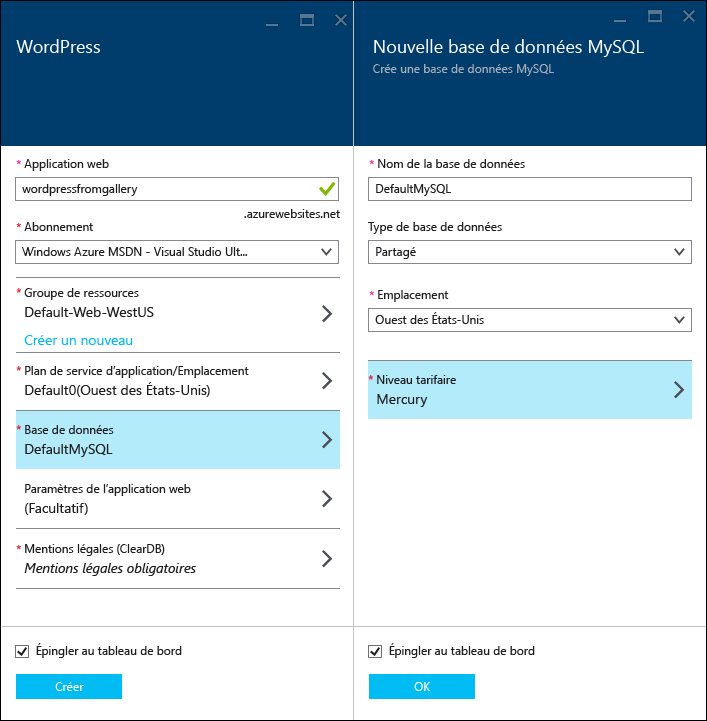 WordPress
* Application web
wordpressfromgallery
.azurewebsites.net
* Abonnement
Windows Azure MSDN - Visual Studio Ult...
* Groupe de ressources
Default-Web-WestUS
Créer un nouveau
* Plan de service d'application/Emplacement
Default0(Ouest des États-Unis)
* Base de données
DefaultMySQL
Paramètres de l'application web
(Facultatif)
* Mentions légales (ClearDB)
Mentions légales obligatoires
Épingler au tableau de bord
Créer
Nouvelle base de données MySQL
Crée une base de données MySQL
* Nom de la base de données
DefaultMySQL
Type de base de données
Partagé
* Emplacement
Ouest des États-Unis
* Niveau tarifaire
Mercury
Épingler au tableau de bord
OK